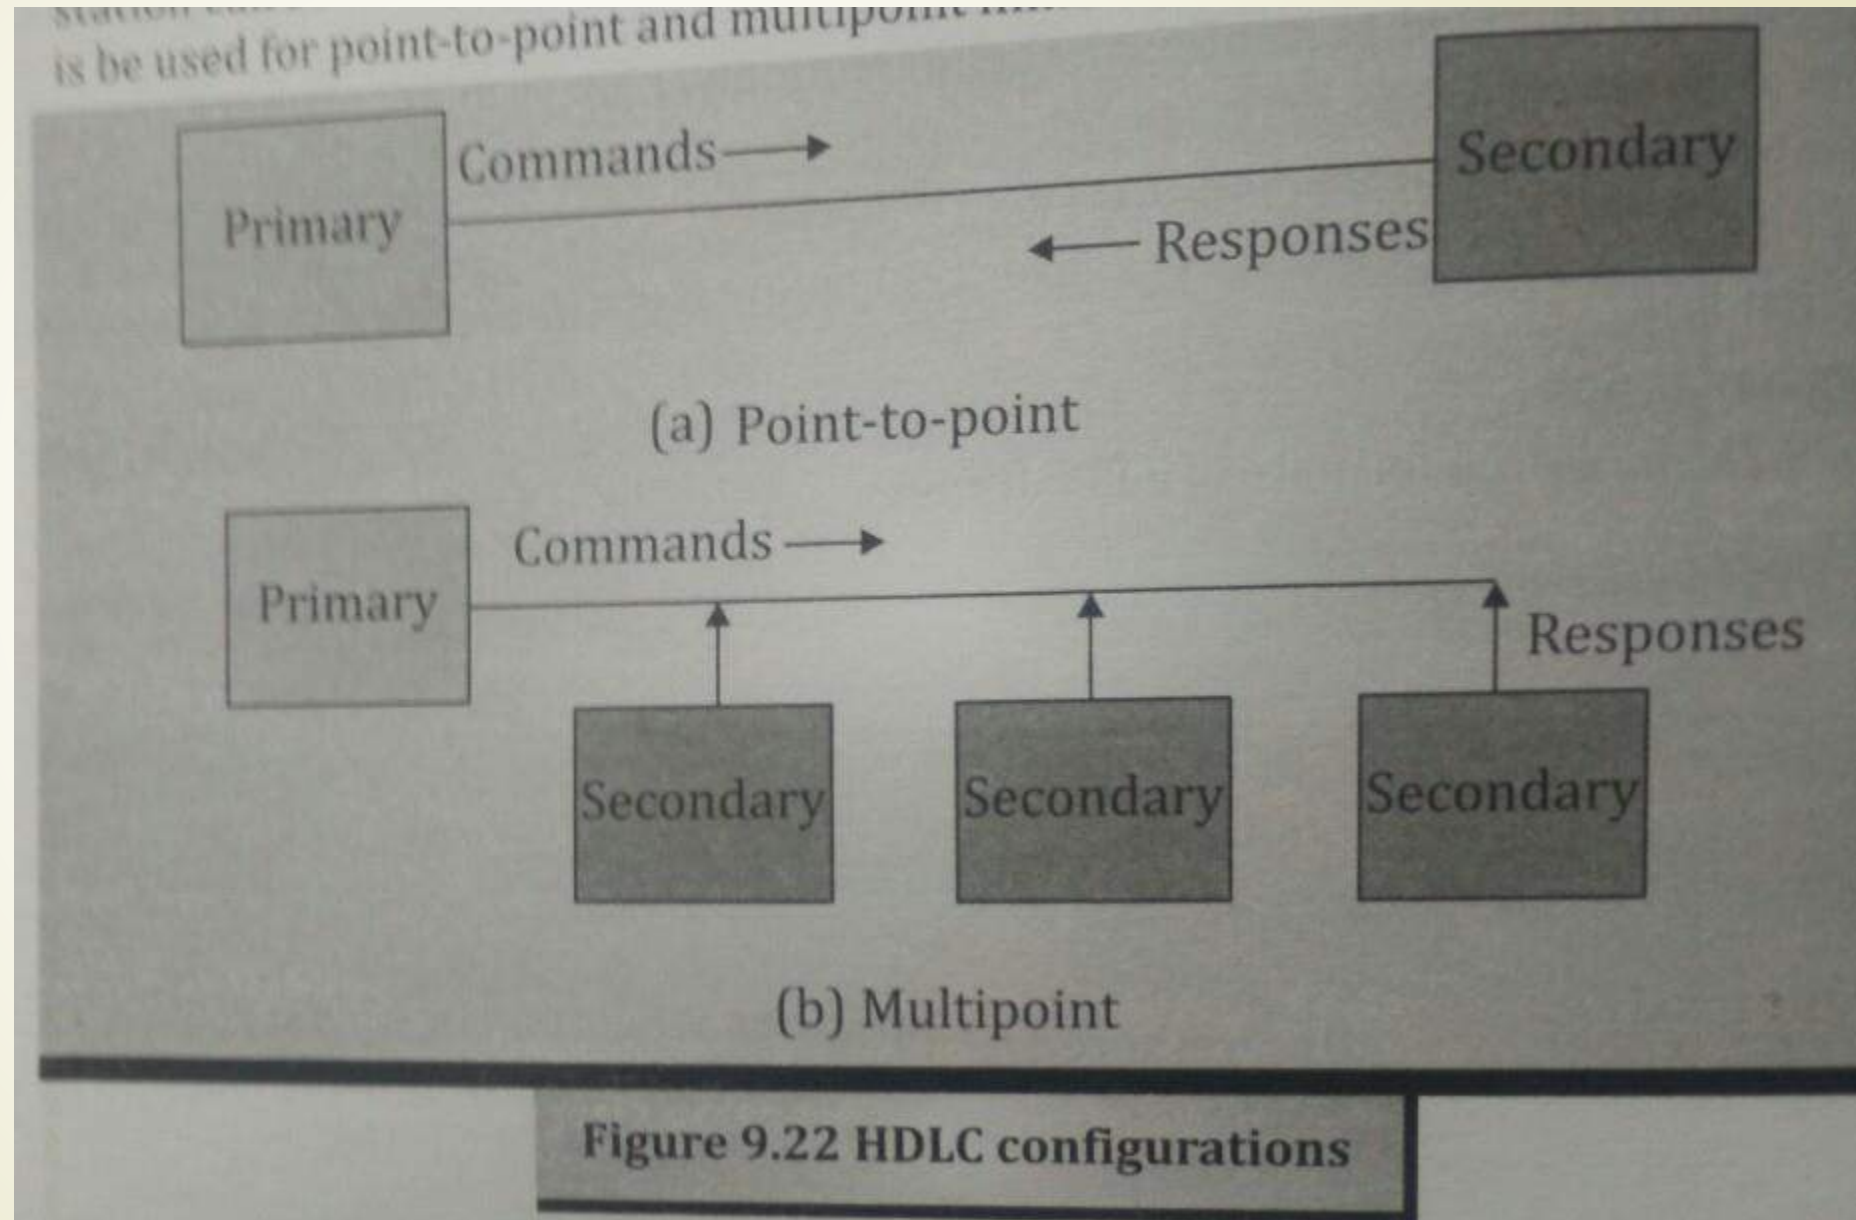 is be used for point-to-point and multipoint
Commands
Secondary
Primary
Responses
(a) Point-to-point
Commands
Primary
Responses
Secondary Secondary Secondary
(b) Multipoint
Figure 9.22 HDLC configurations